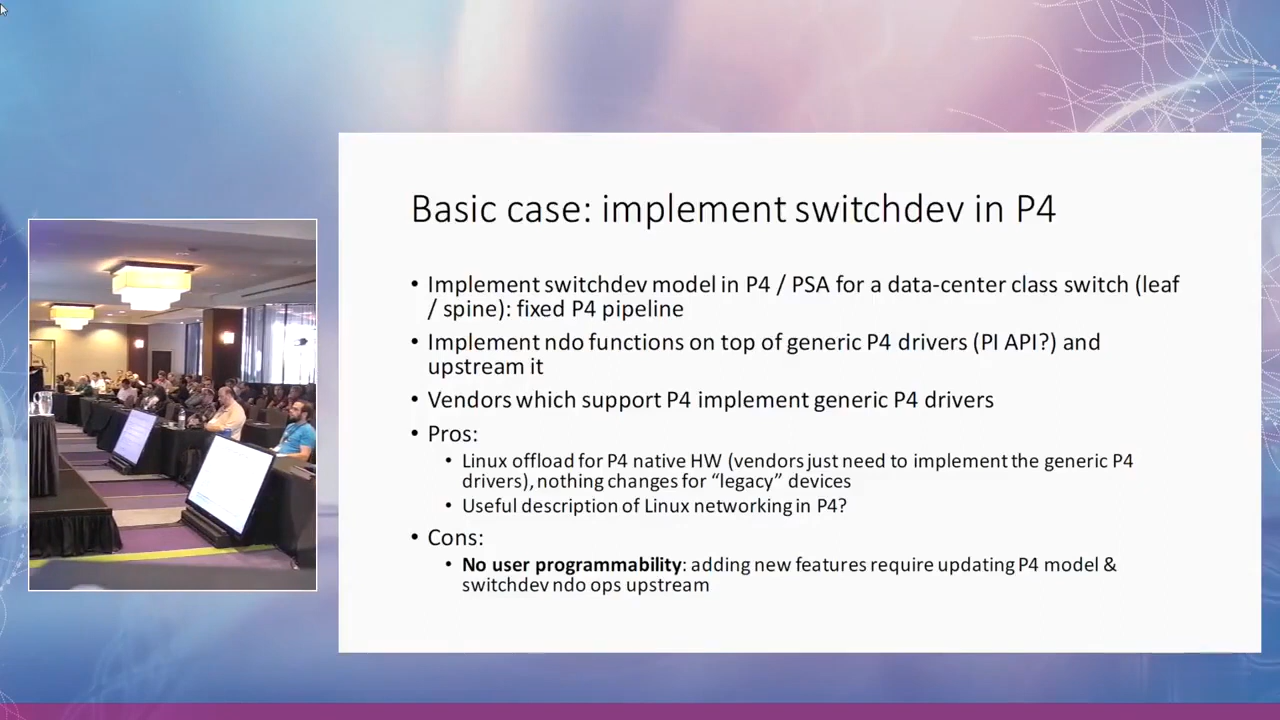 Basic case: implement switchdev in P4
• Implement switchdev model in P4 / PSA for a data-center class switch (leaf
/ spine): fixed P4 pipeline
• Implement ndo functions on top of generic P4 drivers (PI API?) and
upstream it
• Vendors which support P4 implement generic P4 drivers
• Pros:
• Linux offload for P4 native HW (vendors just need to implement the generic P4
drivers), nothing changes for “legacy” devices
• Useful description of Linux networking in P4?
• Cons:
• No user programmability: adding new features require updating P4 model &
switchdev ndo ops upstream